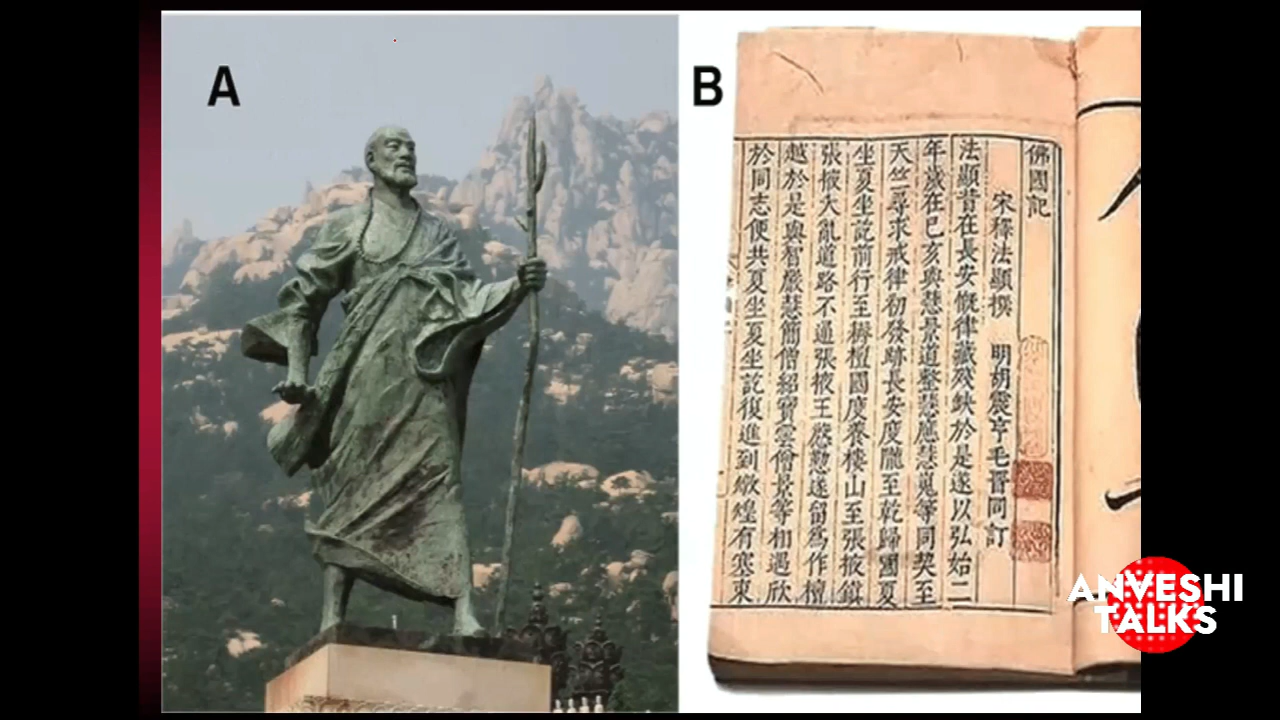 A
B
佛國記
宋釋法顯撰 明胡震亨毛晉同訂
法顯昔在長安慨律藏殘缺於是遂以弘始二
年歲在巳亥與慧景道整慧應慧嵬等同契至
天竺尋求戒律初發跡長安度隴至乾歸國夏
坐夏坐訖前行至耨檀國度養樓山至張掖鎮
張掖大亂道路不通張掖王慇懃遂留爲作檀
越於是與智嚴慧簡僧紹寶雲僧景等相遇欣
於同志便共夏坐夏坐訖復進到燉煌有塞東
ANVESHI
TALKS